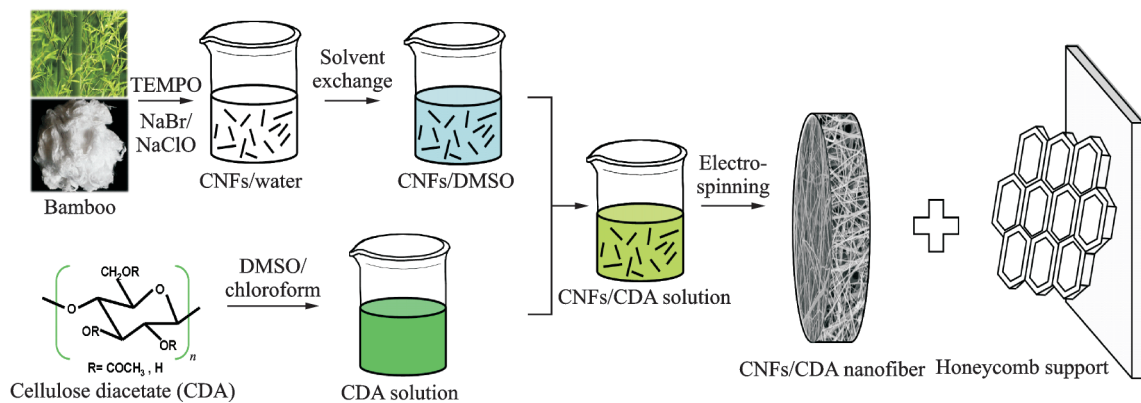 TEMPO
NaBr/
NaClO
Bamboo
CNFs/water
Solvent
exchange
CNFs/DMSO
CH₂OR
O
O
RO
OR
n
R= COCH₃ , H
Cellulose diacetate (CDA)
DMSO/
chloroform
CDA solution
CNFs/CDA solution
Electro-
spinning
CNFs/CDA nanofiber
Honeycomb support